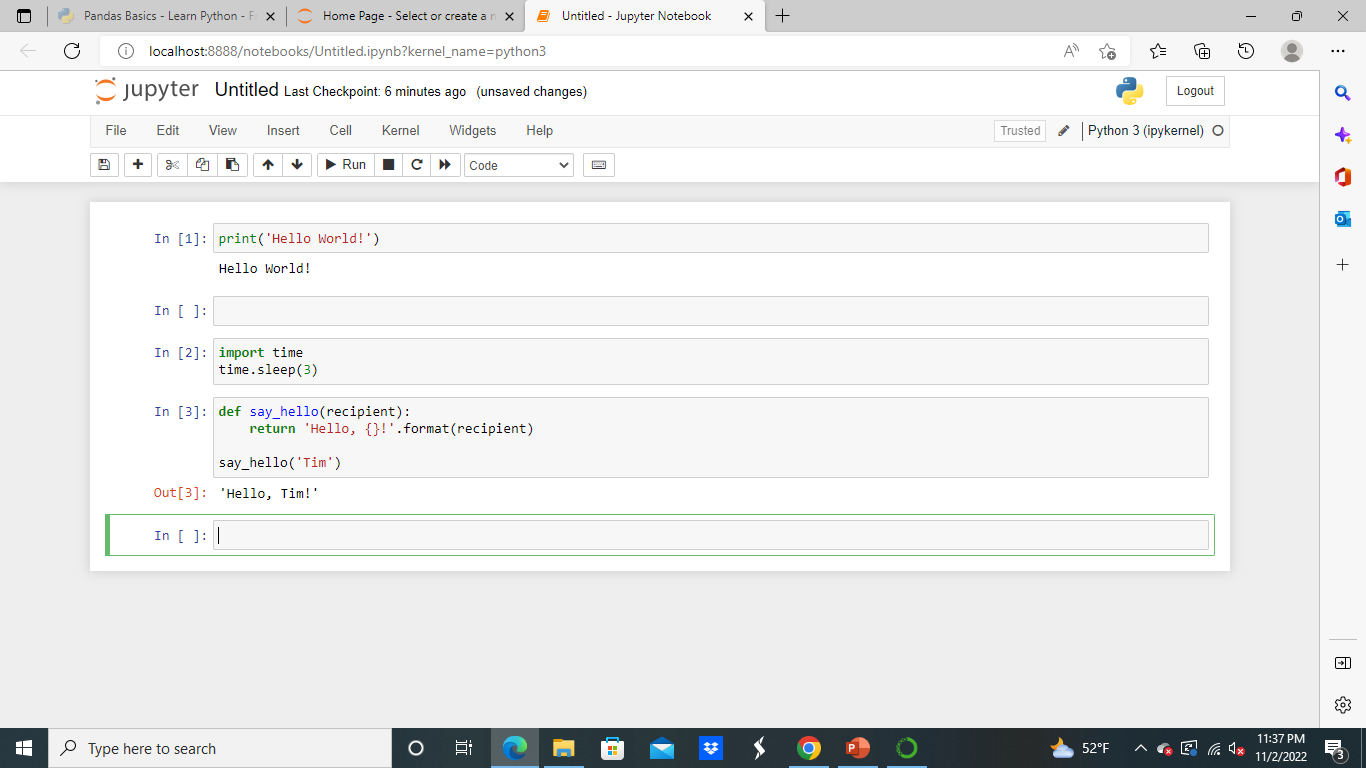 Pandas Basics - Learn Python - F
Home Page - Select or create a n
Untitled - Jupyter Notebook
localhost:8888/notebooks/Untitled.ipynb?kernel_name=python3
jupyter Untitled Last Checkpoint: 6 minutes ago (unsaved changes)
Logout
File Edit View Insert Cell Kernel Widgets Help
Trusted
Python 3 (ipykernel)
Run
Code
In [1]: print('Hello World!')
Hello World!
In [ ]:
In [2]: import time
time.sleep(3)
In [3]: def say_hello(recipient):
    return 'Hello, {}!'.format(recipient)
say_hello('Tim')
Out[3]: 'Hello, Tim!'
In [ ]:
Type here to search
52°F
11:37 PM
11/2/2022
3